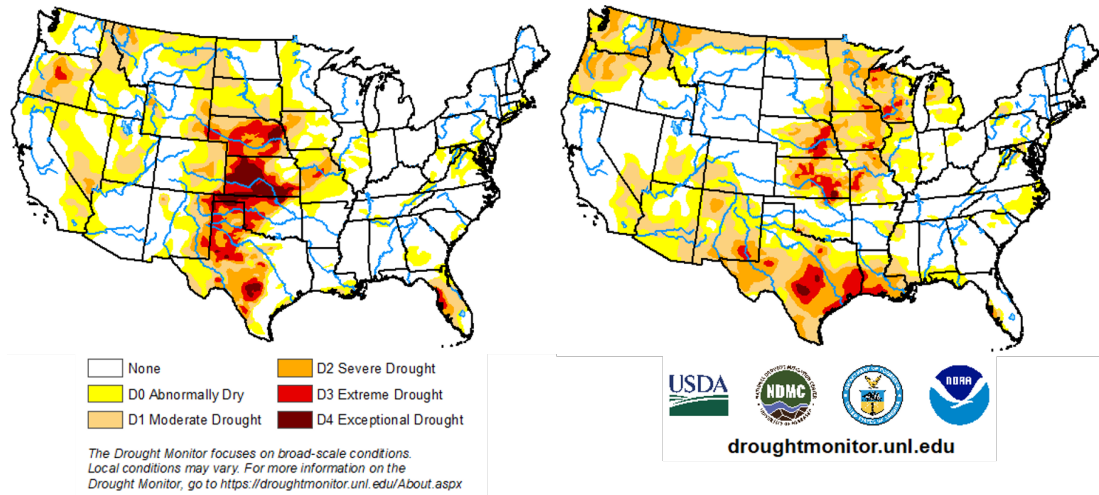 None
D0 Abnormally Dry
D1 Moderate Drought
D2 Severe Drought
D3 Extreme Drought
D4 Exceptional Drought
The Drought Monitor focuses on broad-scale conditions.
Local conditions may vary. For more information on the
Drought Monitor, go to https://droughtmonitor.unl.edu/About.aspx
USDA
NDMC
NOAA
droughtmonitor.unl.edu